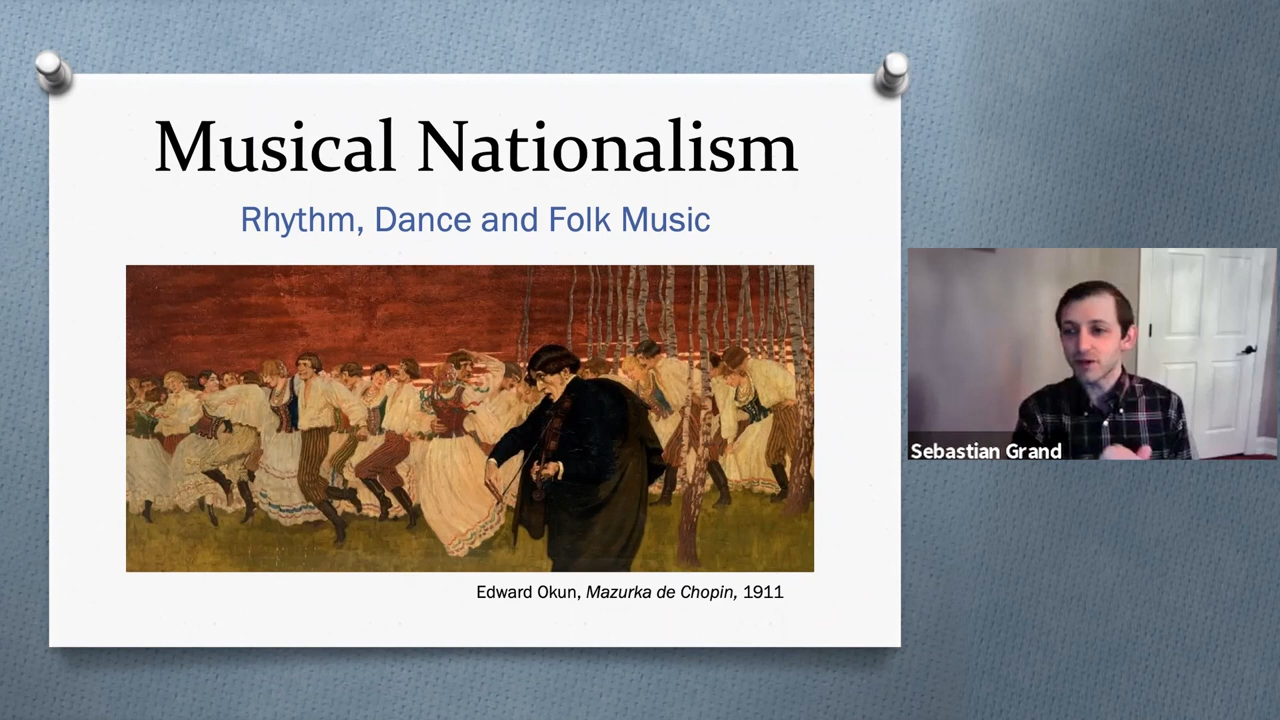 Musical Nationalism
Rhythm, Dance and Folk Music
Edward Okun, Mazurka de Chopin, 1911
Sebastian Grand